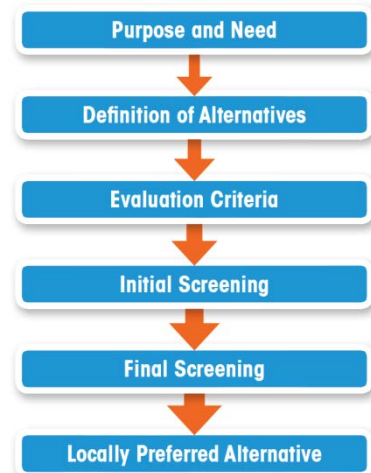 Purpose and Need
Definition of Alternatives
Evaluation Criteria
Initial Screening
Final Screening
Locally Preferred Alternative